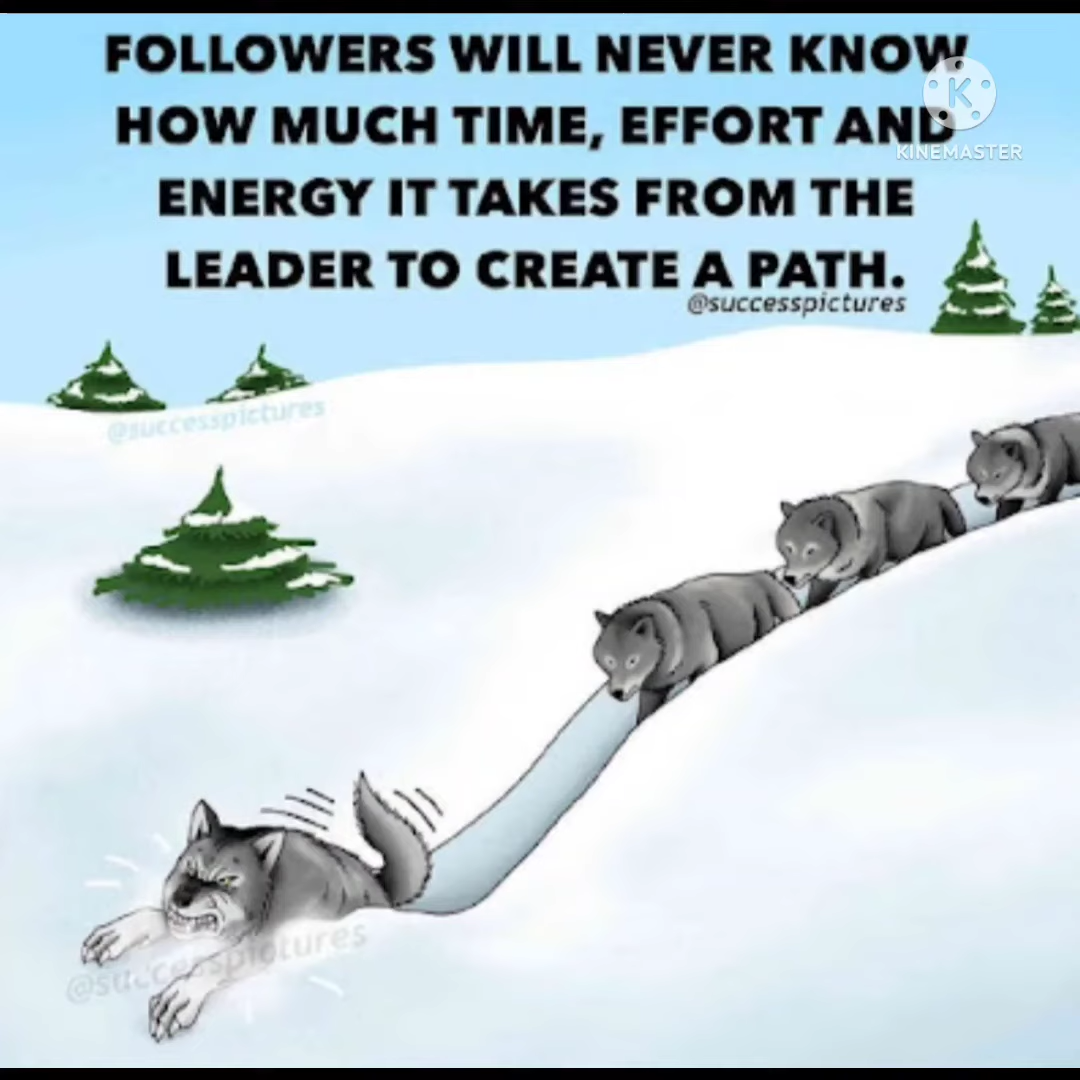 FOLLOWERS WILL NEVER KNOW
HOW MUCH TIME, EFFORT AND
ENERGY IT TAKES FROM THE
LEADER TO CREATE A PATH.
@successpictures
K
KINEMASTER
@successpictures
@successpictures